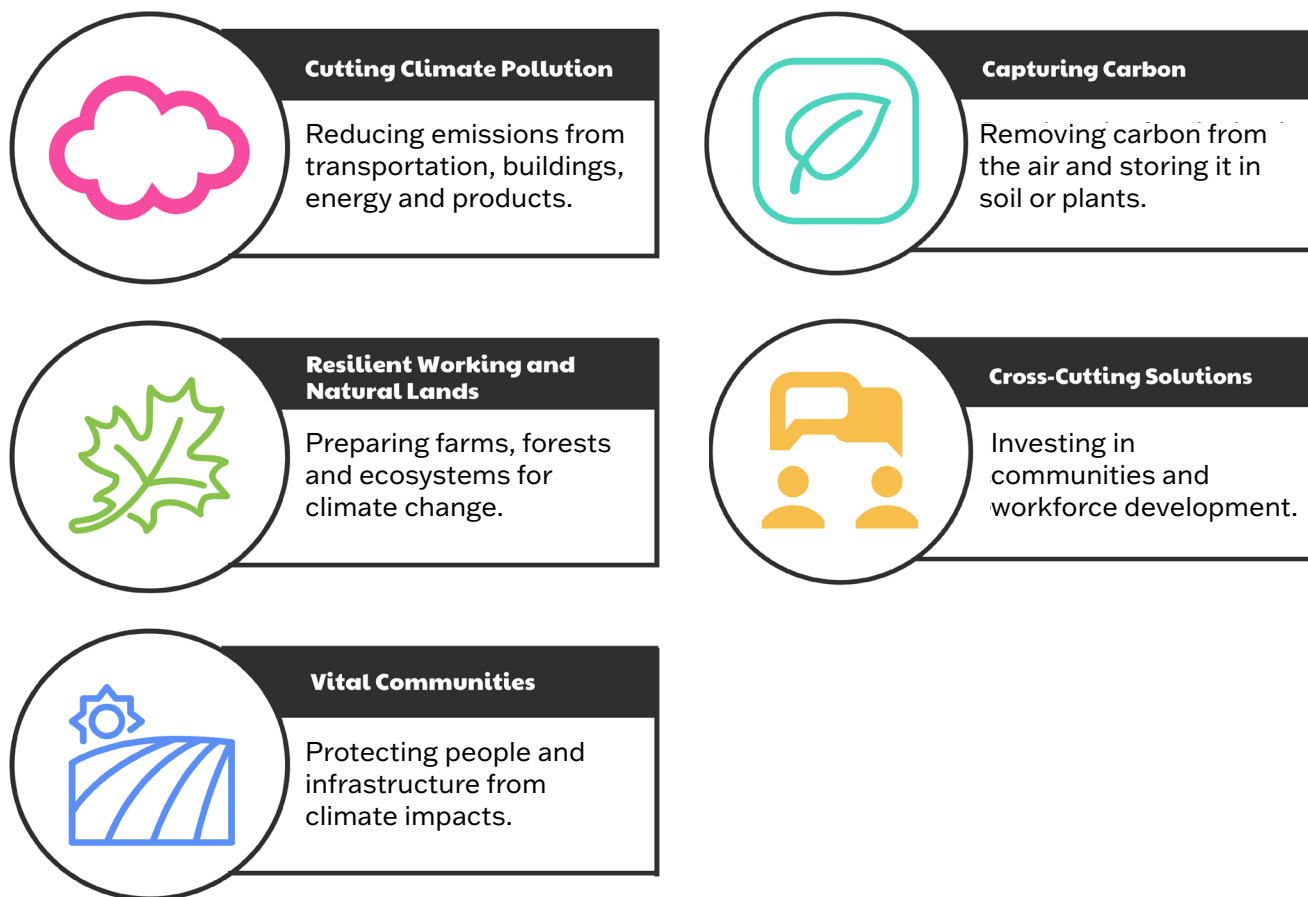 Cutting Climate Pollution
Reducing emissions from
transportation, buildings,
energy and products.
Capturing Carbon
Removing carbon from
the air and storing it in
soil or plants.
Resilient Working and
Natural Lands
Preparing farms, forests
and ecosystems for
climate change.
Cross-Cutting Solutions
Investing in
communities and
workforce development.
Vital Communities
Protecting people and
infrastructure from
climate impacts.